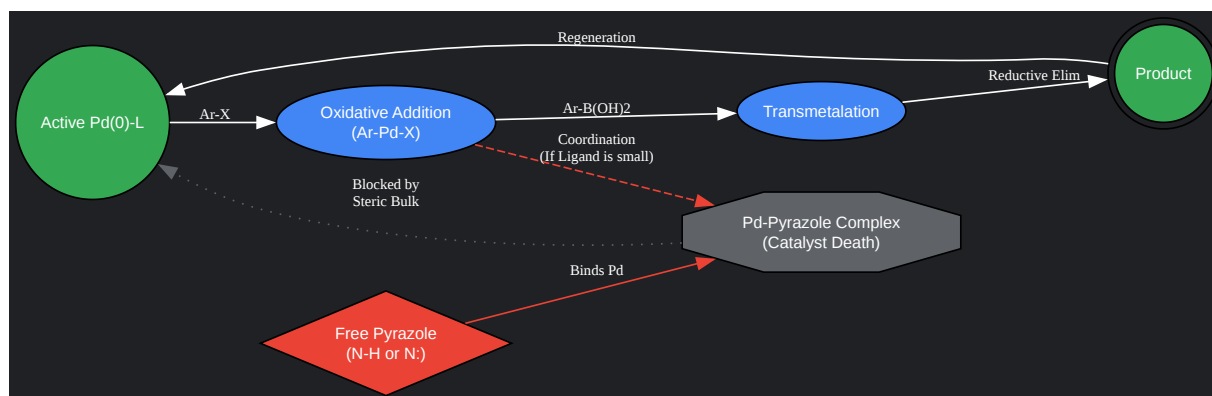 Regeneration
Active Pd(0)-L
Ar-X
Oxidative Addition
(Ar-Pd-X)
Ar-B(OH)2
Transmetalation
Reductive Elim
Product
Coordination
(If Ligand is small)
Blocked by
Steric Bulk
Pd-Pyrazole Complex
(Catalyst Death)
Binds Pd
Free Pyrazole
(N-H or N:)